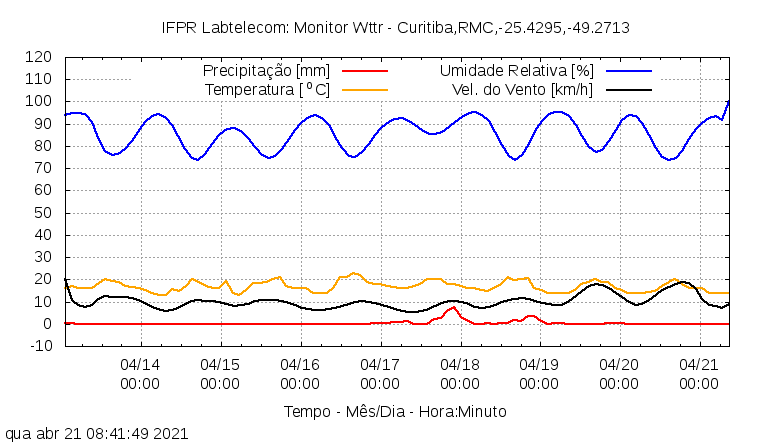 IFPR Labtelecom: Monitor Wttr - Curitiba,RMC,-25.4295,-49.2713
120
110
100
90
80
70
60
50
40
30
20
10
0
-10
Precipitação [mm]
Temperatura [ ⁰C]
Umidade Relativa [%]
Vel. do Vento [km/h]
04/14 04/15 04/16 04/17 04/18 04/19 04/20 04/21
00:00 00:00 00:00 00:00 00:00 00:00 00:00 00:00
Tempo - Mês/Dia - Hora:Minuto
qua abr 21 08:41:49 2021